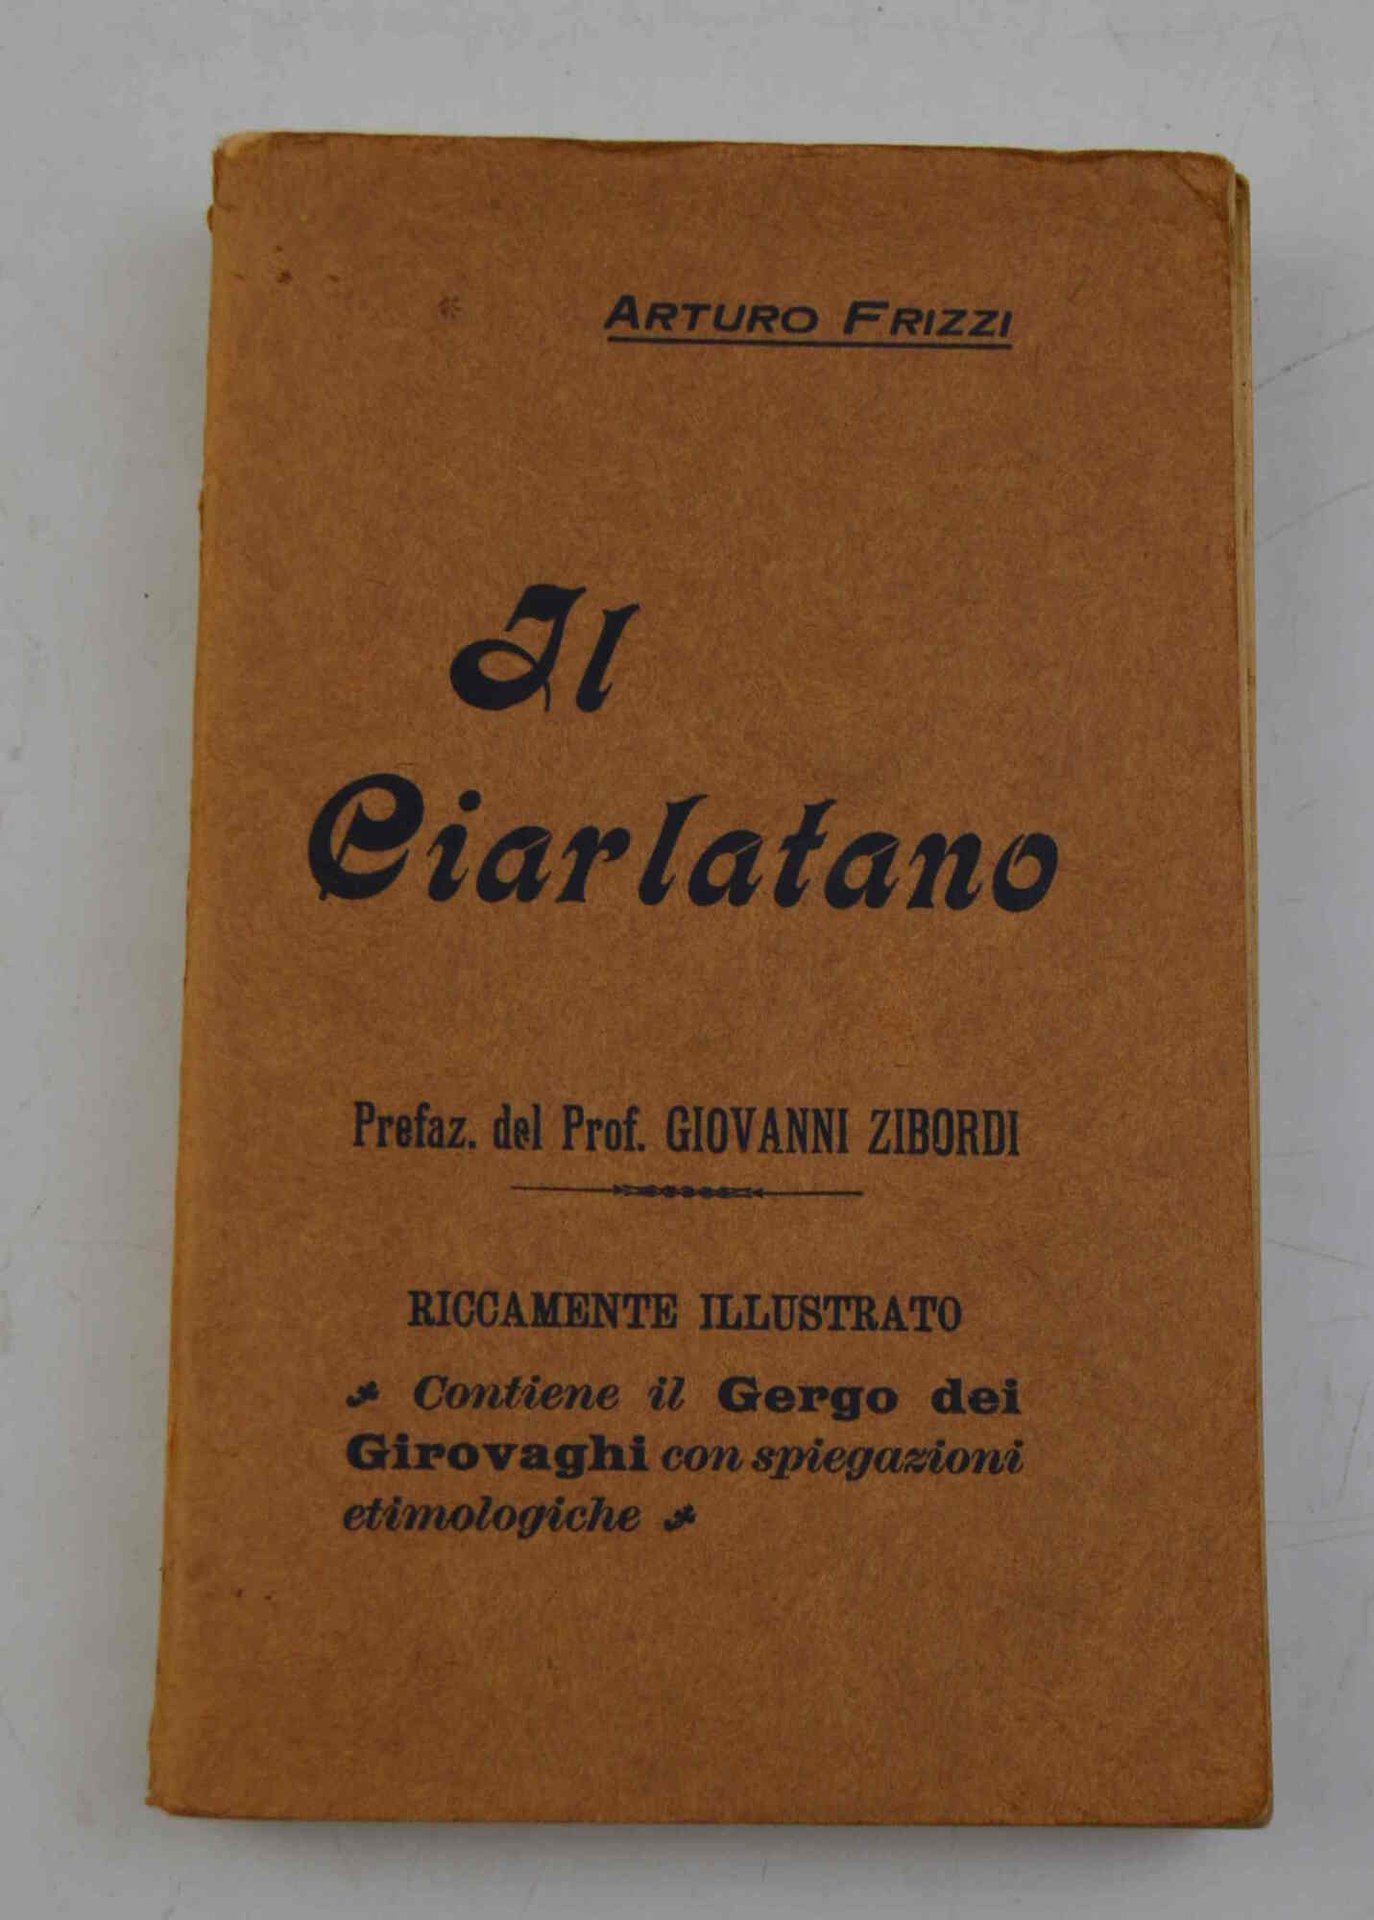 ARTURO FRIZZI
Il
Ciarlatano
Prefaz. del Prof. GIOVANNI ZIBORDI
RICCAMENTE ILLUSTRATO
Contiene il Gergo dei
Girovaghi con spiegazioni
etimologiche